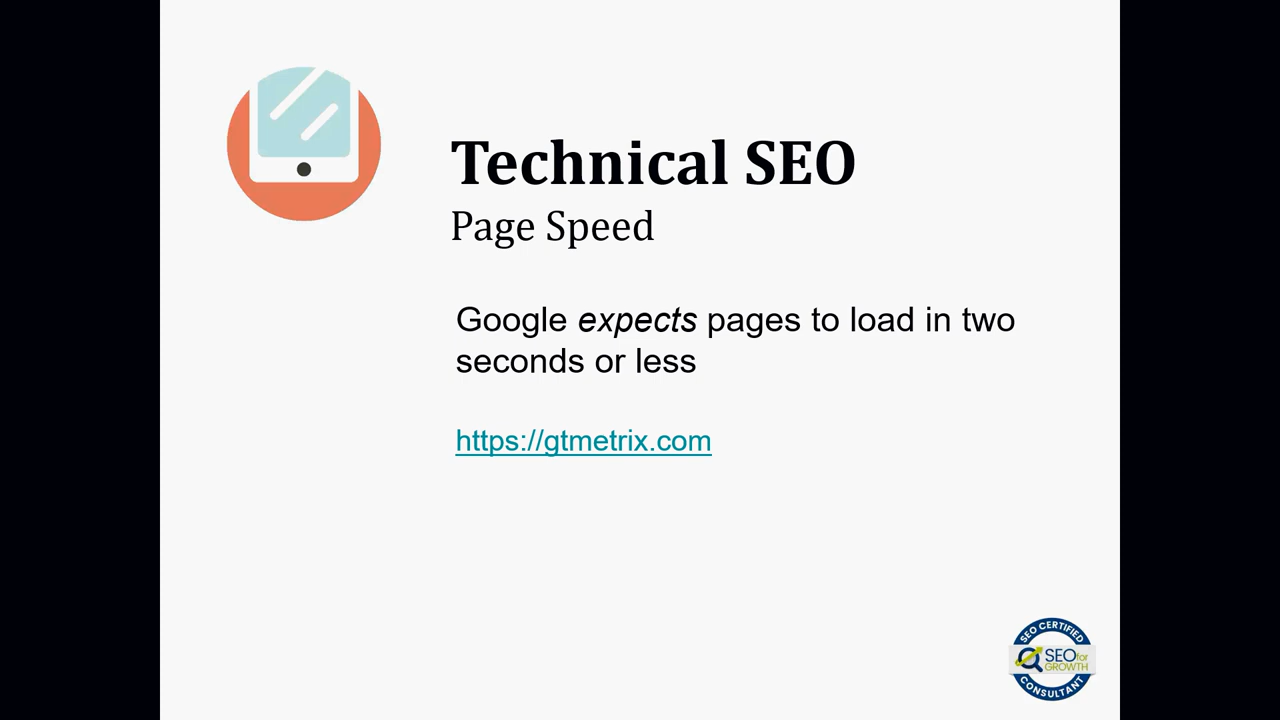 Technical SEO
Page Speed
Google expects pages to load in two
seconds or less
https://gtmetrix.com
SEO CERTIFIED
SEO for
GROWTH
CONSULTANT